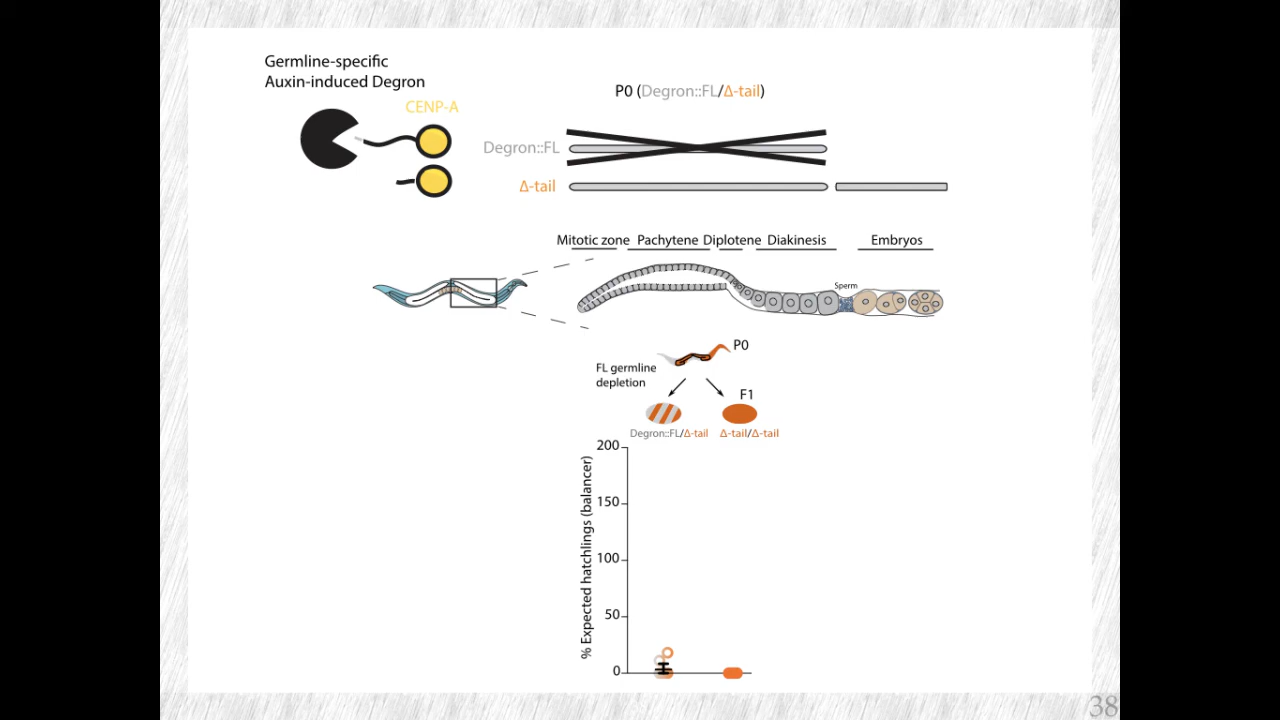 Germline-specific
Auxin-induced Degron
CENP-A
P0 (Degron::FL/Δ-tail)
Degron::FL
Δ-tail
Mitotic zone Pachytene Diplotene Diakinesis Embryos
Sperm
P0
FL germline
depletion
F1
Degron::FL/Δ-tail Δ-tail/Δ-tail
% Expected hatchlings (balancer)
200
150
100
50
0
38